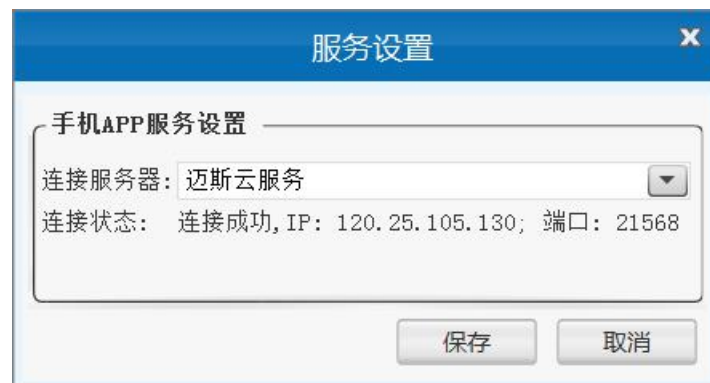 服务设置
手机APP服务设置
连接服务器: 迈斯云服务
连接状态: 连接成功,IP: 120.25.105.130; 端口: 21568
保存 取消